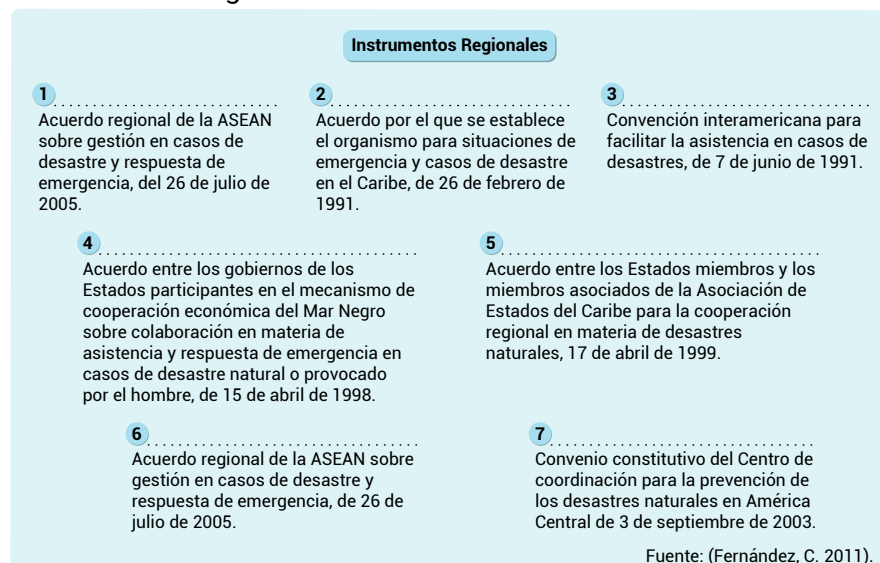 Instrumentos Regionales
1
Acuerdo regional de la ASEAN
sobre gestión en casos de
desastre y respuesta de
emergencia, del 26 de julio de
2005.
2
Acuerdo por el que se establece
el organismo para situaciones de
emergencia y casos de desastre
en el Caribe, de 26 de febrero de
1991.
3
Convención interamericana para
facilitar la asistencia en casos de
desastres, de 7 de junio de 1991.
4
Acuerdo entre los gobiernos de los
Estados participantes en el mecanismo de
cooperación económica del Mar Negro
sobre colaboración en materia de
asistencia y respuesta de emergencia en
casos de desastre natural o provocado
por el hombre, de 15 de abril de 1998.
5
Acuerdo entre los Estados miembros y los
miembros asociados de la Asociación de
Estados del Caribe para la cooperación
regional en materia de desastres
naturales, 17 de abril de 1999.
6
Acuerdo regional de la ASEAN sobre
gestión en casos de desastre y
respuesta de emergencia, de 26 de
julio de 2005.
7
Convenio constitutivo del Centro de
coordinación para la prevención de
los desastres naturales en América
Central de 3 de septiembre de 2003.
Fuente: (Fernández, C. 2011).